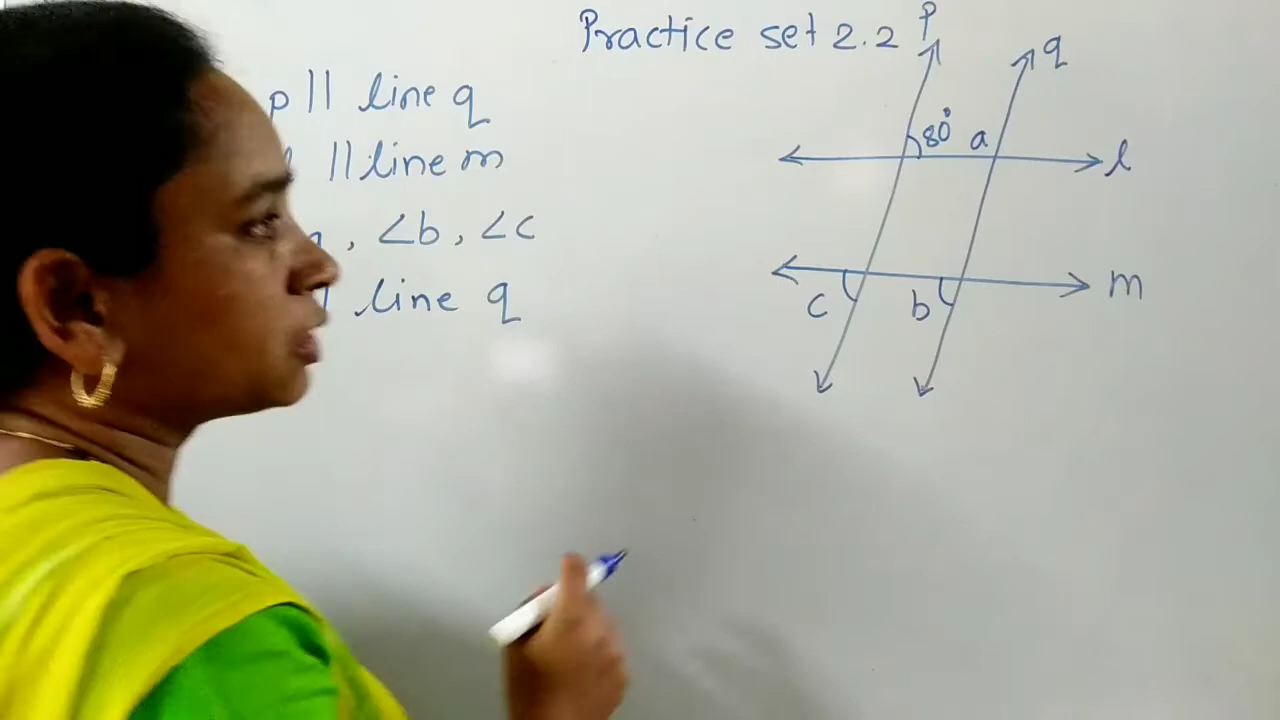 Practice set 2.2
p || line q
|| line m
, ∠b, ∠c
line q
p
q
80°
a
l
m
c
b